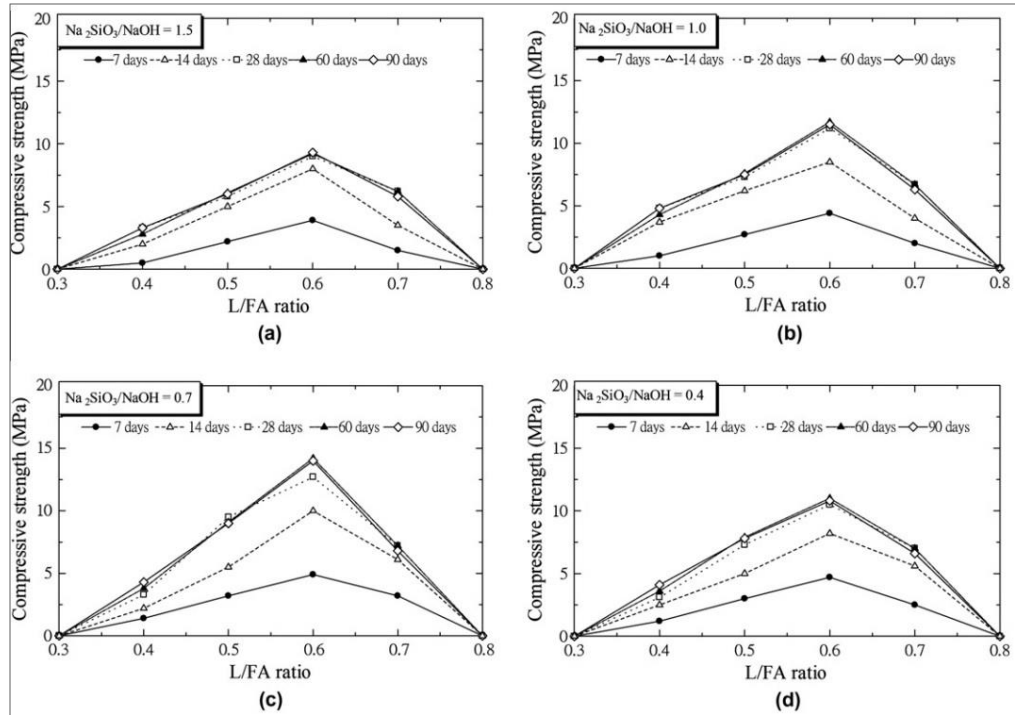 Na2SiO3/NaOH = 1.5
7 days 14 days 28 days 60 days 90 days
Compressive strength (MPa)
20
15
10
5
0
0.3 0.4 0.5 0.6 0.7 0.8
L/FA ratio
(a)
Na2SiO3/NaOH = 1.0
7 days 14 days 28 days 60 days 90 days
Compressive strength (MPa)
20
15
10
5
0
0.3 0.4 0.5 0.6 0.7 0.8
L/FA ratio
(b)
Na2SiO3/NaOH = 0.7
7 days 14 days 28 days 60 days 90 days
Compressive strength (MPa)
20
15
10
5
0
0.3 0.4 0.5 0.6 0.7 0.8
L/FA ratio
(c)
Na2SiO3/NaOH = 0.4
7 days 14 days 28 days 60 days 90 days
Compressive strength (MPa)
20
15
10
5
0
0.3 0.4 0.5 0.6 0.7 0.8
L/FA ratio
(d)